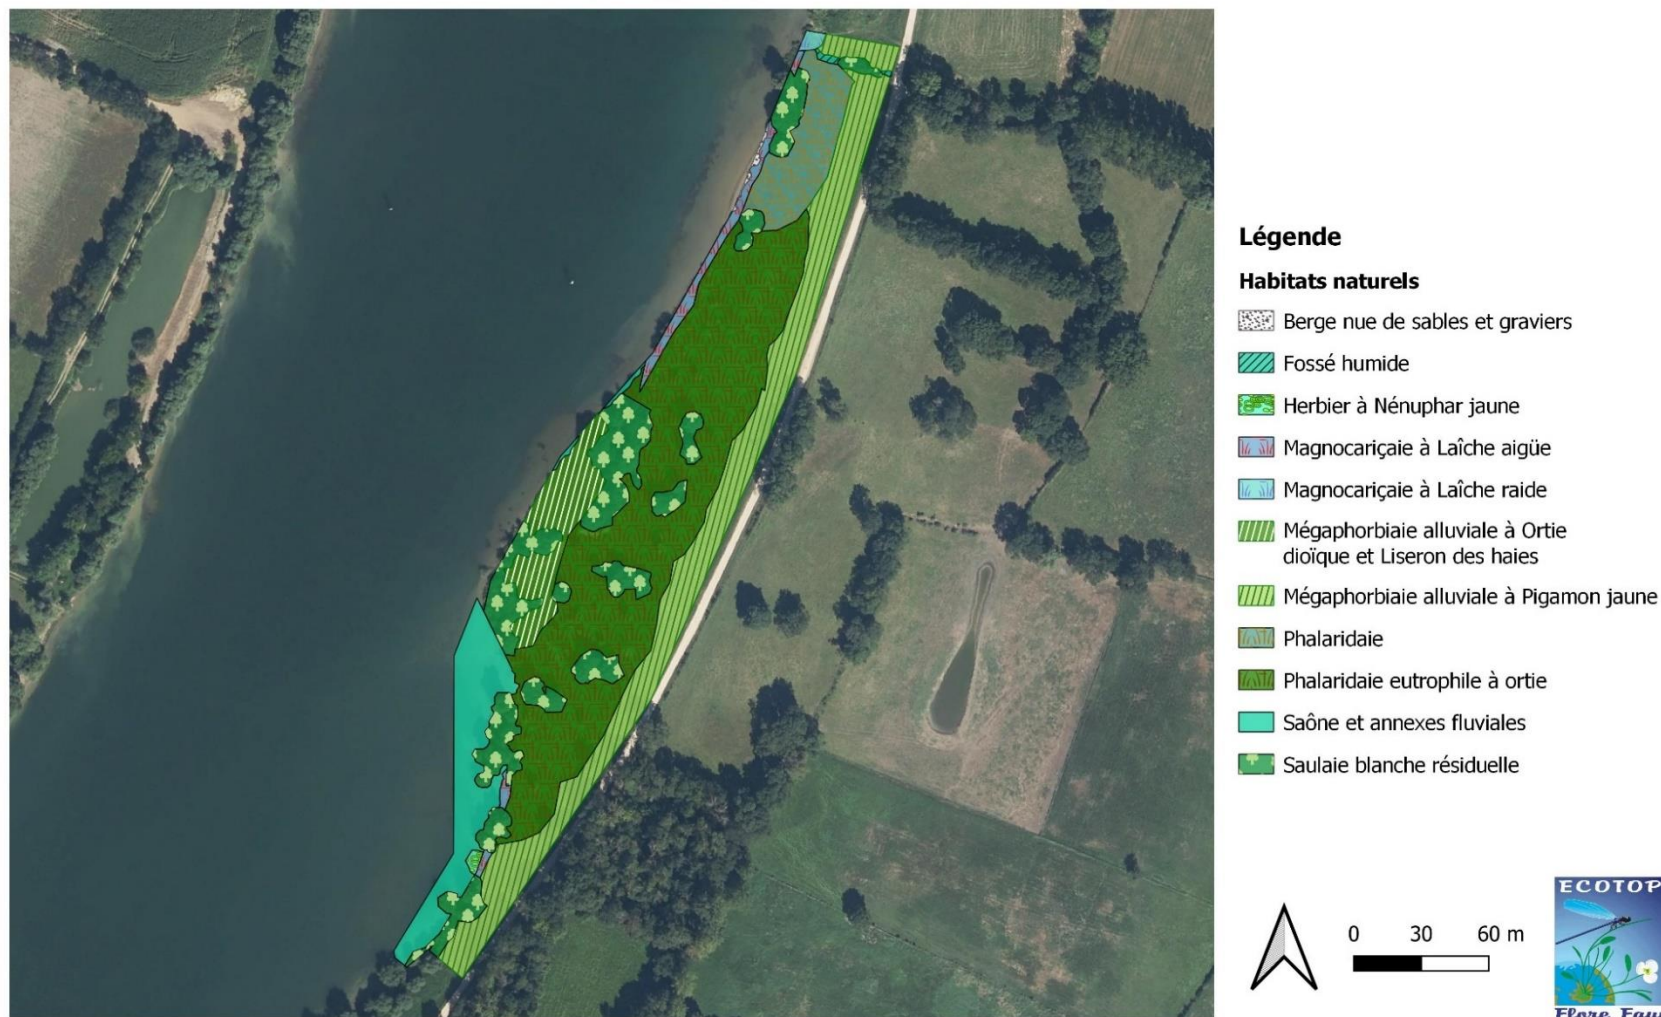 Légende
Habitats naturels
Berge nue de sables et graviers
Fossé humide
Herbier à Nénuphar jaune
Magnocariçaie à Laîche aigüe
Magnocariçaie à Laîche raide
Mégaphorbiaie alluviale à Ortie
dioïque et Liseron des haies
Mégaphorbiaie alluviale à Pigamon jaune
Phalaridaie
Phalaridaie eutrophile à ortie
Saône et annexes fluviales
Saulaie blanche résiduelle
0 30 60 m
ECOTOP
Flore